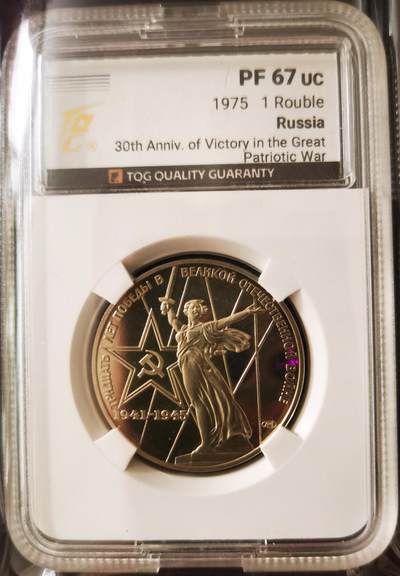 PF 67 UC
1975 1 Rouble
Russia
30th Anniv. of Victory in the Great
Patriotic War
TQG QUALITY GUARANTY
ТРИДЦАТЬ ЛЕТ ПОБЕДЫ В ВЕЛИКОЙ ОТЕЧЕСТВЕННОЙ ВОЙНЕ
1941-1945